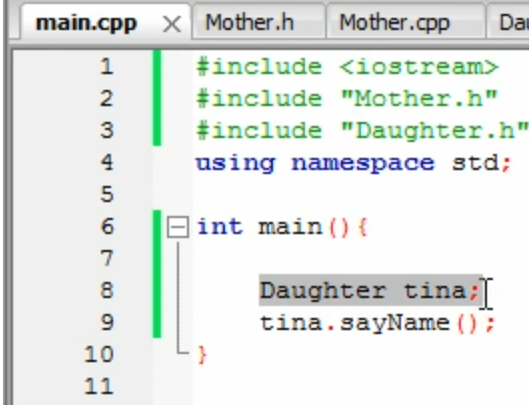 main.cpp × Mother.h Mother.cpp
1 #include <iostream>
2 #include "Mother.h"
3 #include "Daughter.h"
4 using namespace std;
5
6 int main(){
7
8 Daughter tina;
9 tina.sayName();
10 }
11